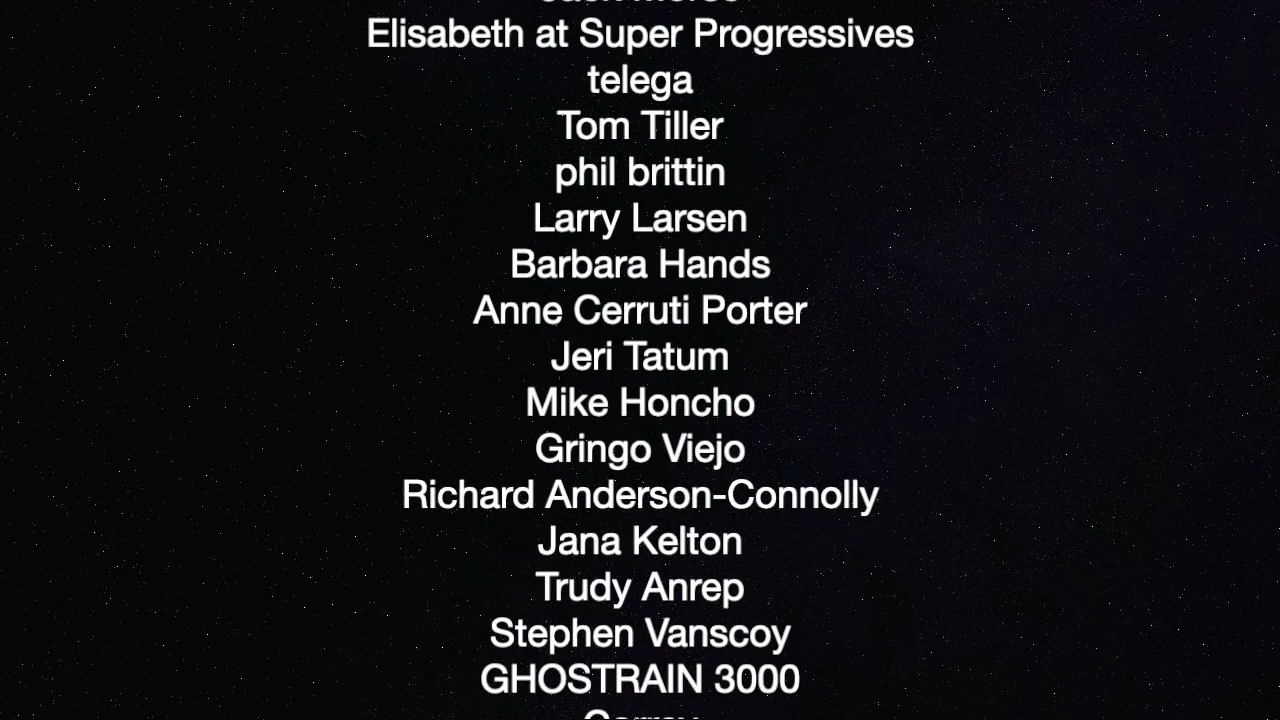 Elisabeth at Super Progressives
telega
Tom Tiller
phil brittin
Larry Larsen
Barbara Hands
Anne Cerruti Porter
Jeri Tatum
Mike Honcho
Gringo Viejo
Richard Anderson-Connolly
Jana Kelton
Trudy Anrep
Stephen Vanscoy
GHOSTRAIN 3000